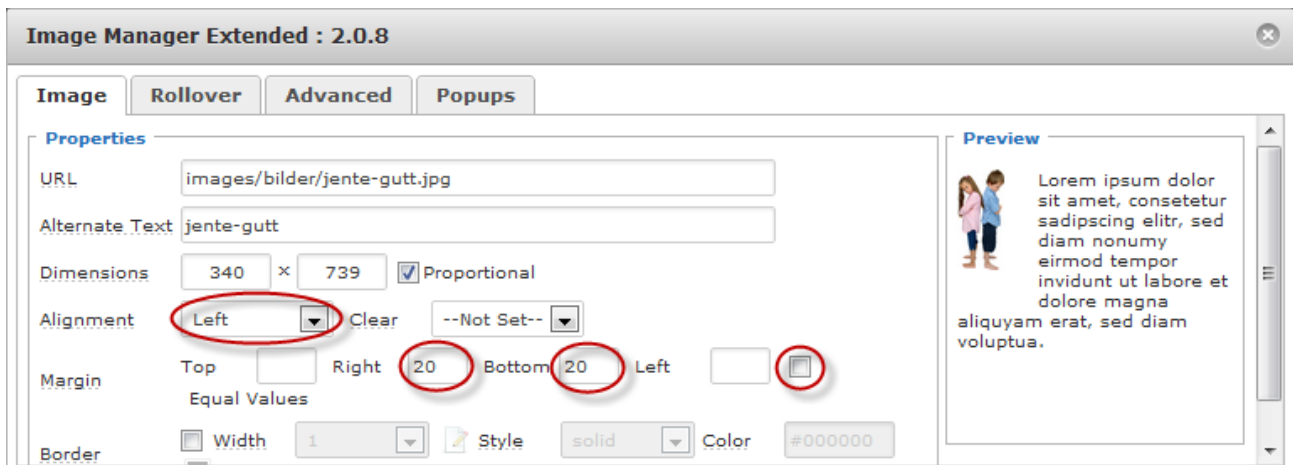 Image Manager Extended : 2.0.8
Image Rollover Advanced Popups
Properties
URL images/bilder/jente-gutt.jpg
Alternate Text jente-gutt
Dimensions 340 × 739 Proportional
Alignment Left Clear --Not Set--
Margin Top Right 20 Bottom 20 Left
Equal Values
Border Width 1 Style solid Color #000000
Preview
Lorem ipsum dolor
sit amet, consetetur
sadipscing elitr, sed
diam nonumy
eirmod tempor
invidunt ut labore et
dolore magna
aliquyam erat, sed diam
voluptua.